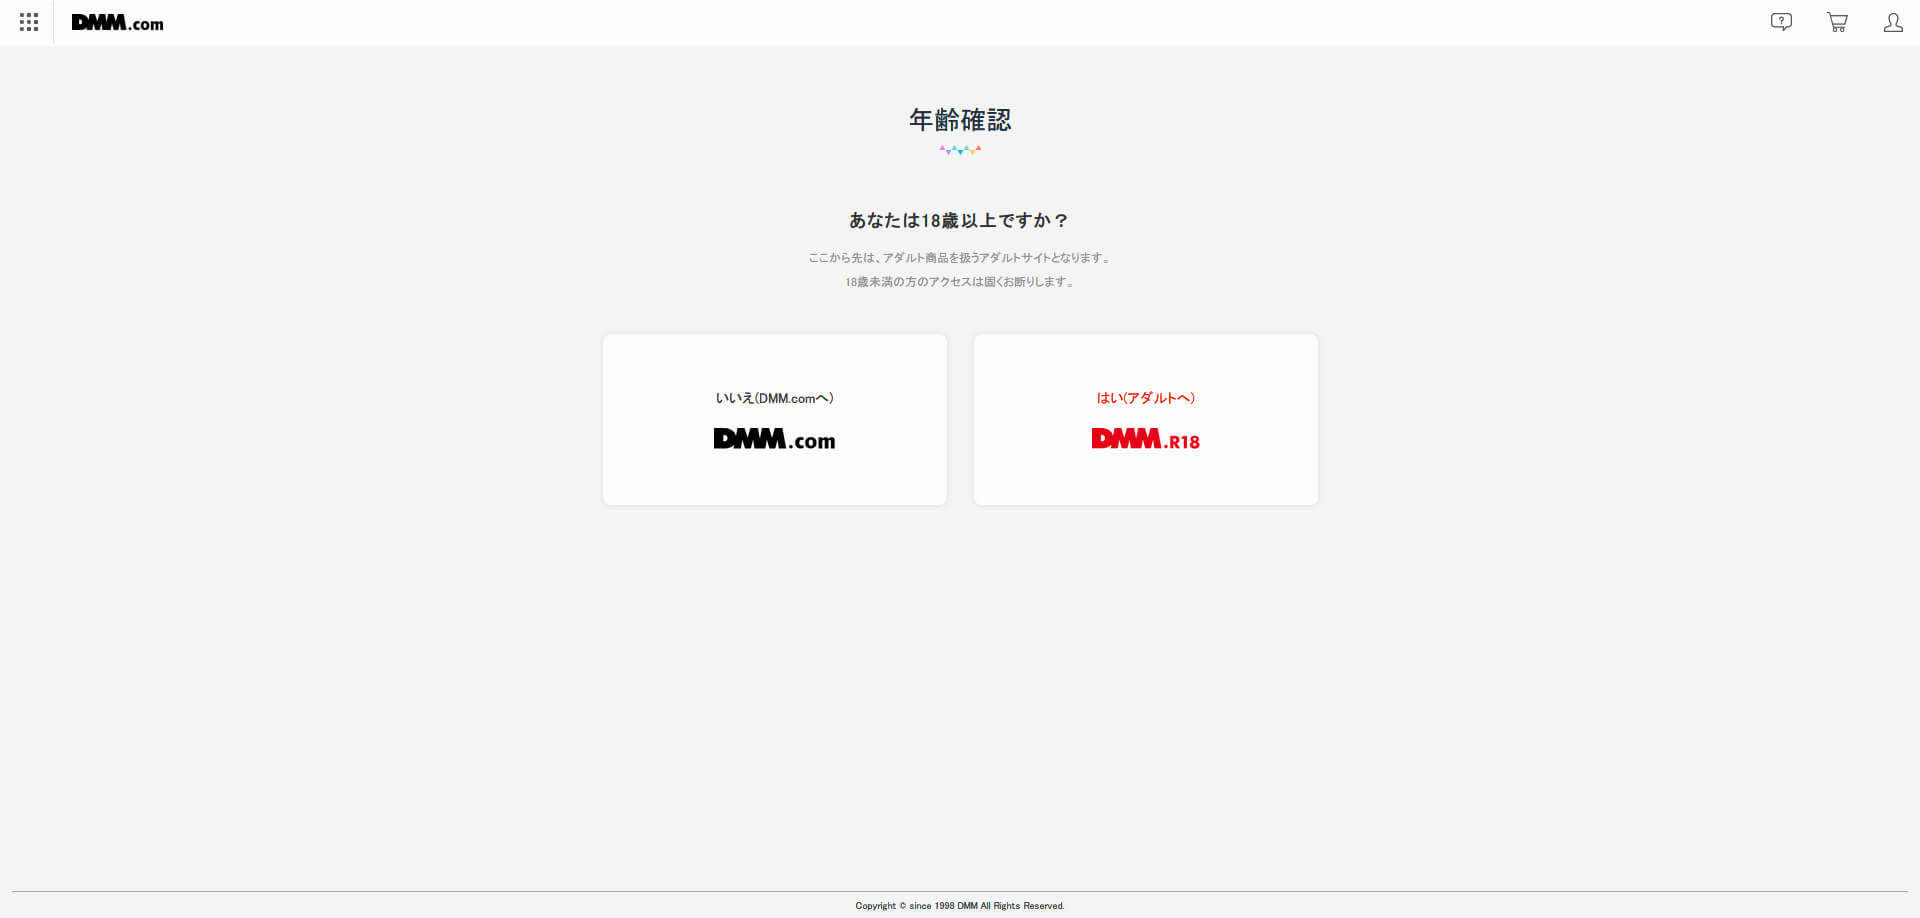 DMM.com
年齢確認
あなたは18歳以上ですか？
ここから先は、アダルト商品を扱うアダルトサイトとなります。
18歳未満の方のアクセスは固くお断りします。
いいえ(DMM.comへ)
DMM.com
はい(アダルトへ)
DMM.R18
Copyright © since 1998 DMM All Rights Reserved.